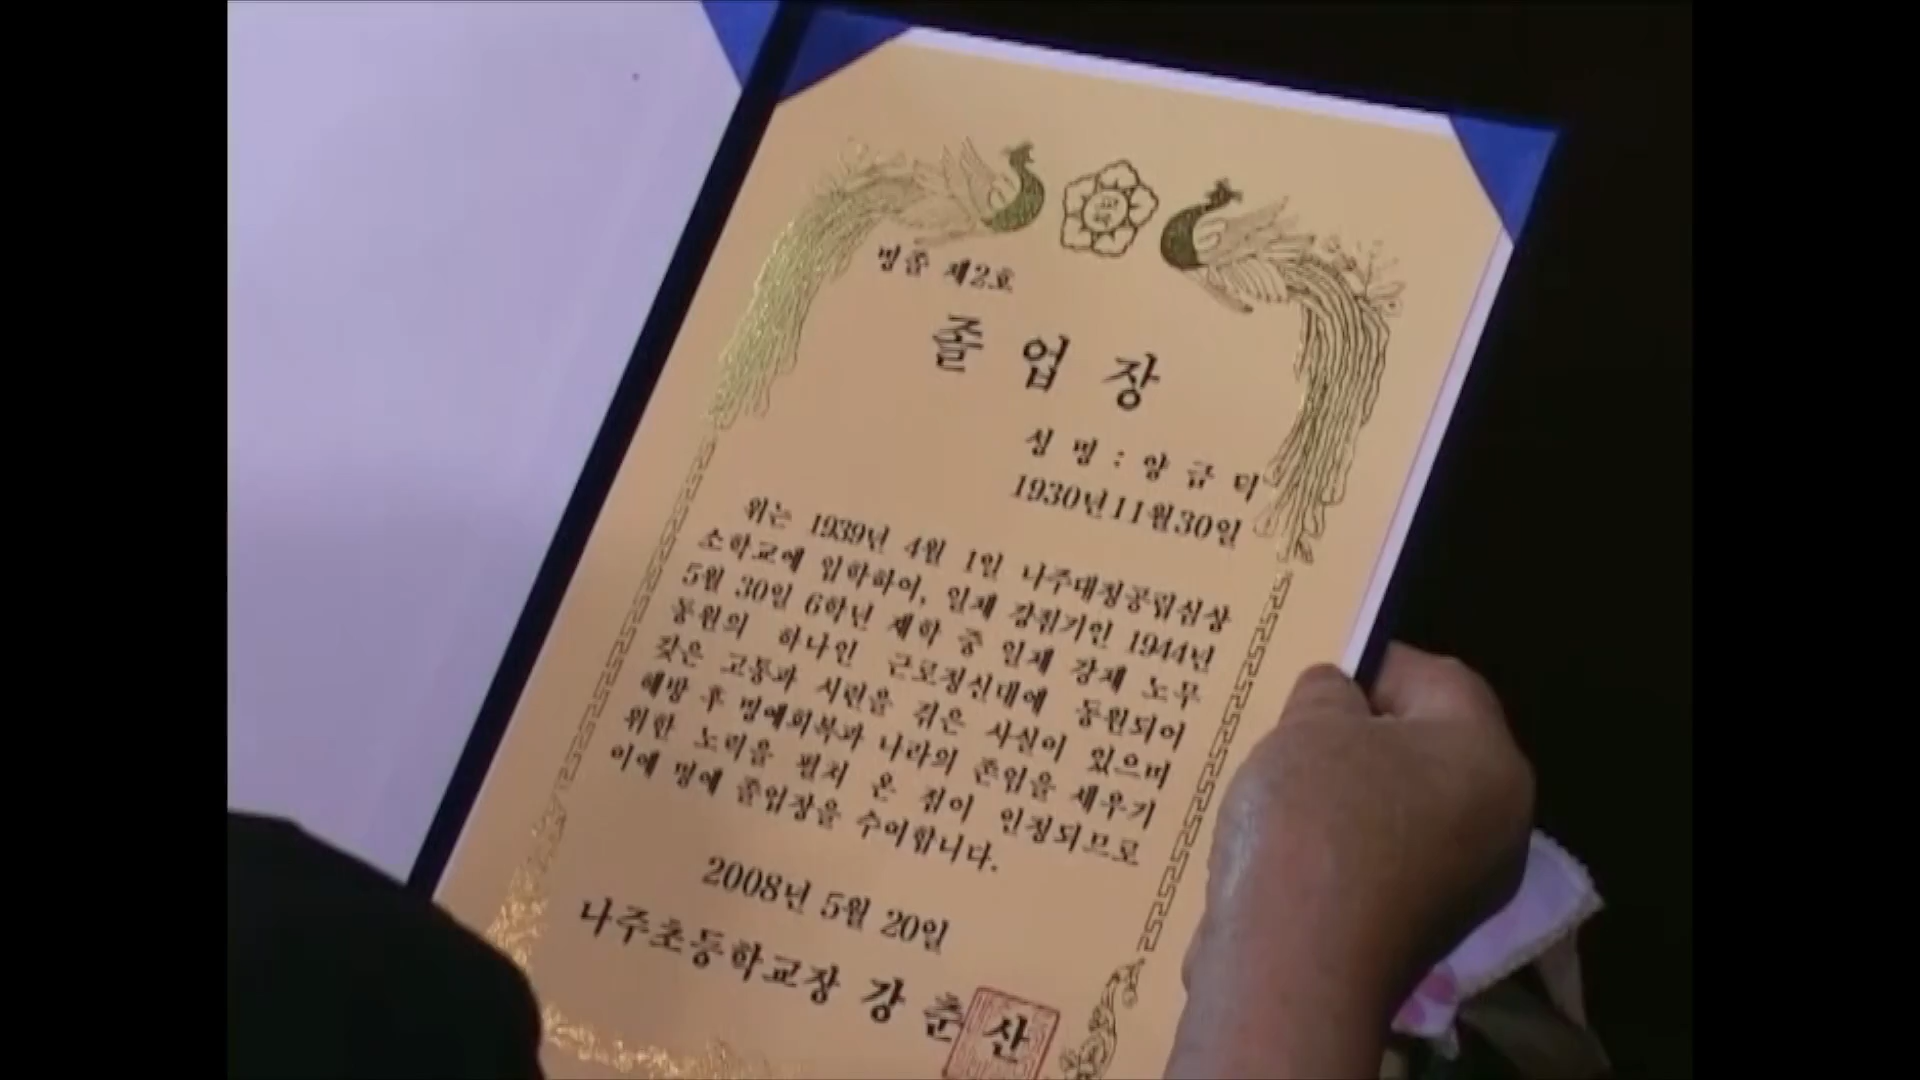 명졸 제2호
졸 업 장
성 명 : 양 금 덕
1930년11월30일
위는 1939년 4월 1일 나주대정공립심상
소학교에 입학하여, 일제 강점기인 1944년
5월 30일 6학년 재학 중 일제 강제 노무
동원의 하나인 근로정신대에 동원되어
갖은 고통과 시련을 겪은 사실이 있으며
해방 후 명예회복과 나라의 존엄을 세우기
위한 노력을 펼쳐 온 점이 인정되므로
이에 명예 졸업장을 수여합니다.
2008년 5월 20일
나주초등학교장 강 춘 산